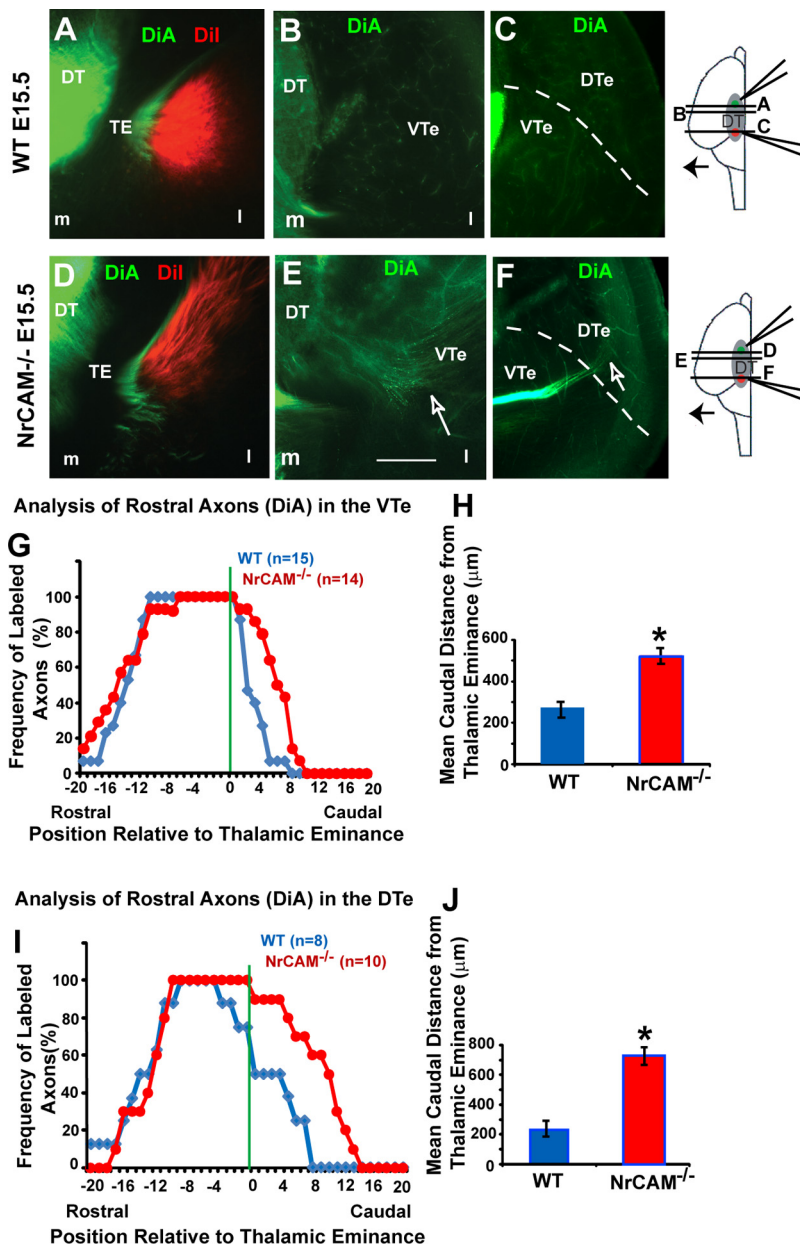 WT E15.5
A DiA DiI
DT
TE
m l
B DiA
DT
VTe
m l
C DiA
DTe
VTe
A
B
DT
C
NrCAM-/- E15.5
D DiA DiI
DT
TE
m l
E DiA
DT
VTe
m l
F DiA
DTe
VTe
D
E
DT
F
Analysis of Rostral Axons (DiA) in the VTe
G
WT (n=15)
NrCAM-/- (n=14)
Frequency of Labeled
Axons (%)
100
80
60
40
20
0
-20 -16 -12 -8 -4 0 4 8 12 16 20
Rostral Caudal
Position Relative to Thalamic Eminance
H
Mean Caudal Distance from
Thalamic Eminance (µm)
600
400
200
0
*
WT NrCAM-/-
Analysis of Rostral Axons (DiA) in the DTe
I
WT (n=8)
NrCAM-/- (n=10)
Frequency of Labeled
Axons(%)
100
80
60
40
20
0
-20 -16 -12 -8 -4 0 4 8 12 16 20
Rostral Caudal
Position Relative to Thalamic Eminance
J
Mean Caudal Distance from
Thalamic Eminance (µm)
800
600
400
200
0
*
WT NrCAM-/-